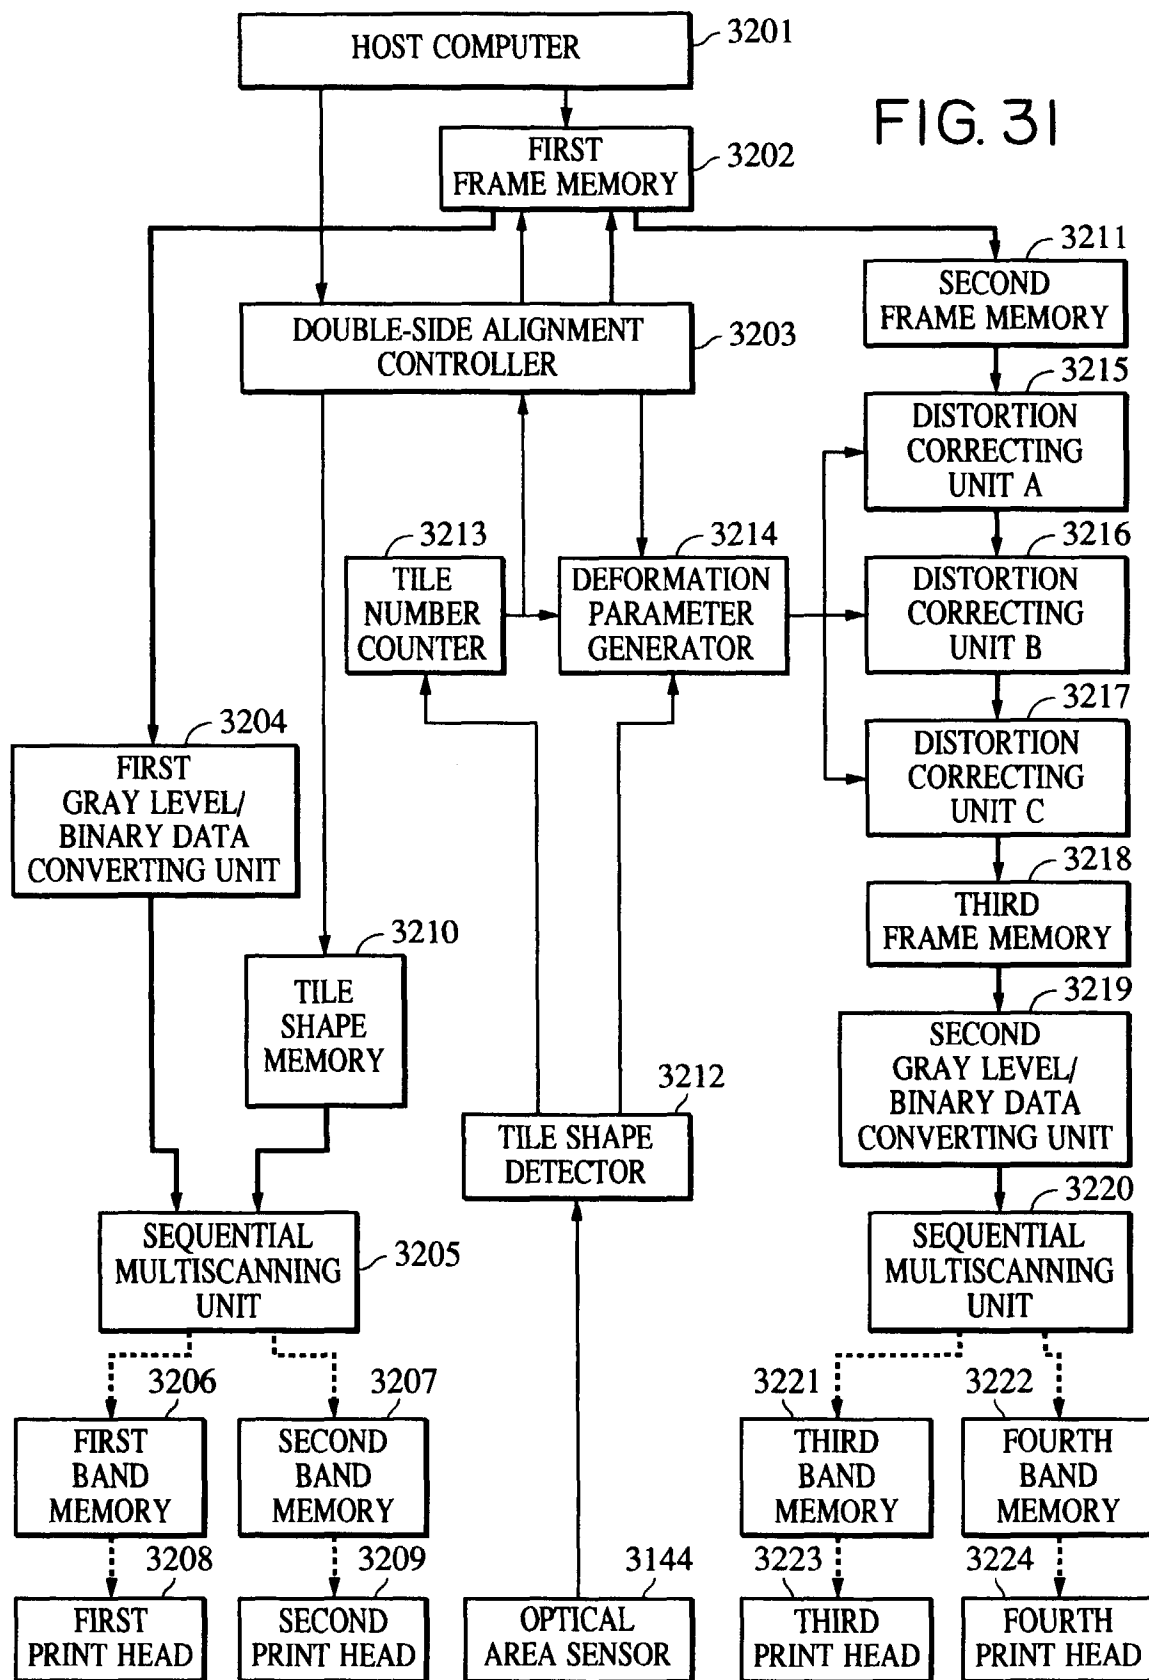 HOST COMPUTER
3201
FIG. 31
FIRST
FRAME MEMORY
3202
3211
SECOND
FRAME MEMORY
DOUBLE-SIDE ALIGNMENT
CONTROLLER
3203
3215
DISTORTION
CORRECTING
UNIT A
3213
TILE
NUMBER
COUNTER
3214
DEFORMATION
PARAMETER
GENERATOR
3216
DISTORTION
CORRECTING
UNIT B
3217
DISTORTION
CORRECTING
UNIT C
3204
FIRST
GRAY LEVEL/
BINARY DATA
CONVERTING UNIT
3218
THIRD
FRAME MEMORY
3210
TILE
SHAPE
MEMORY
3219
SECOND
GRAY LEVEL/
BINARY DATA
CONVERTING UNIT
3212
TILE SHAPE
DETECTOR
SEQUENTIAL
MULTISCANNING
UNIT
3205
3220
SEQUENTIAL
MULTISCANNING
UNIT
3206
FIRST
BAND
MEMORY
3207
SECOND
BAND
MEMORY
3221
THIRD
BAND
MEMORY
3222
FOURTH
BAND
MEMORY
3208
FIRST
PRINT HEAD
3209
SECOND
PRINT HEAD
3144
OPTICAL
AREA SENSOR
3223
THIRD
PRINT HEAD
3224
FOURTH
PRINT HEAD